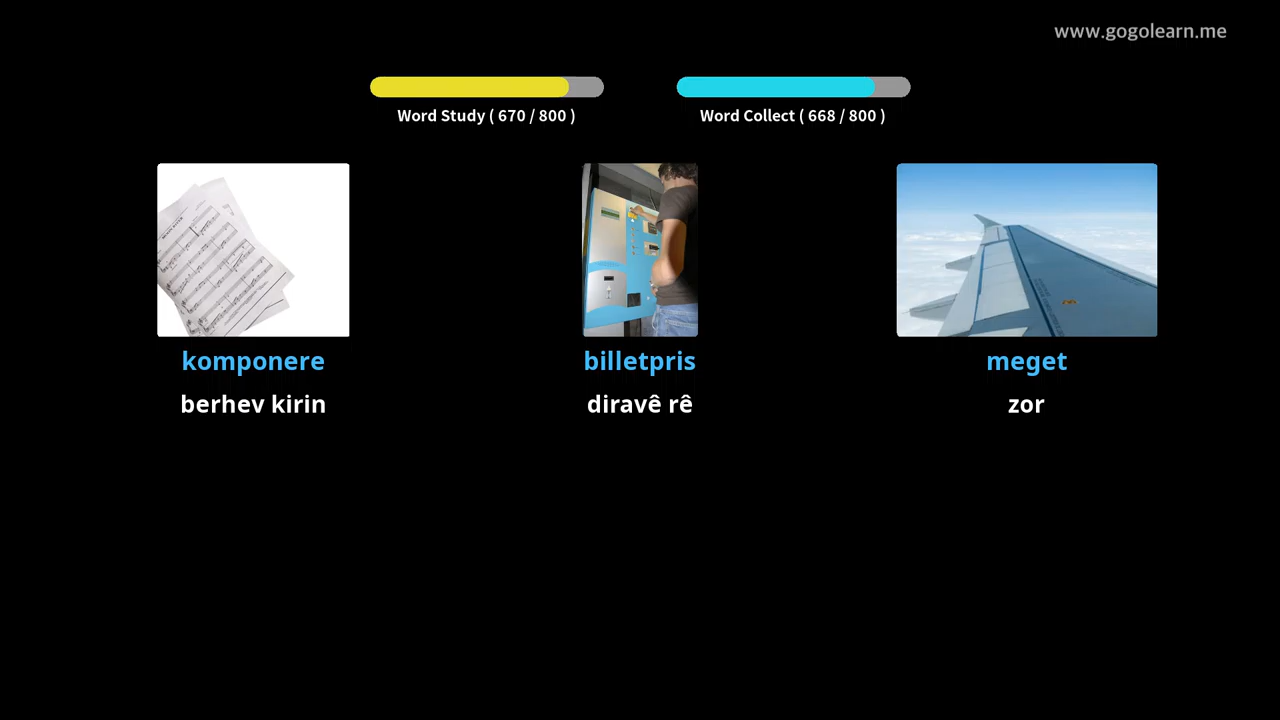 www.gogolearn.me
Word Study ( 670 / 800 )
Word Collect ( 668 / 800 )
komponere
billetpris
meget
berhev kirin
diravê rê
zor